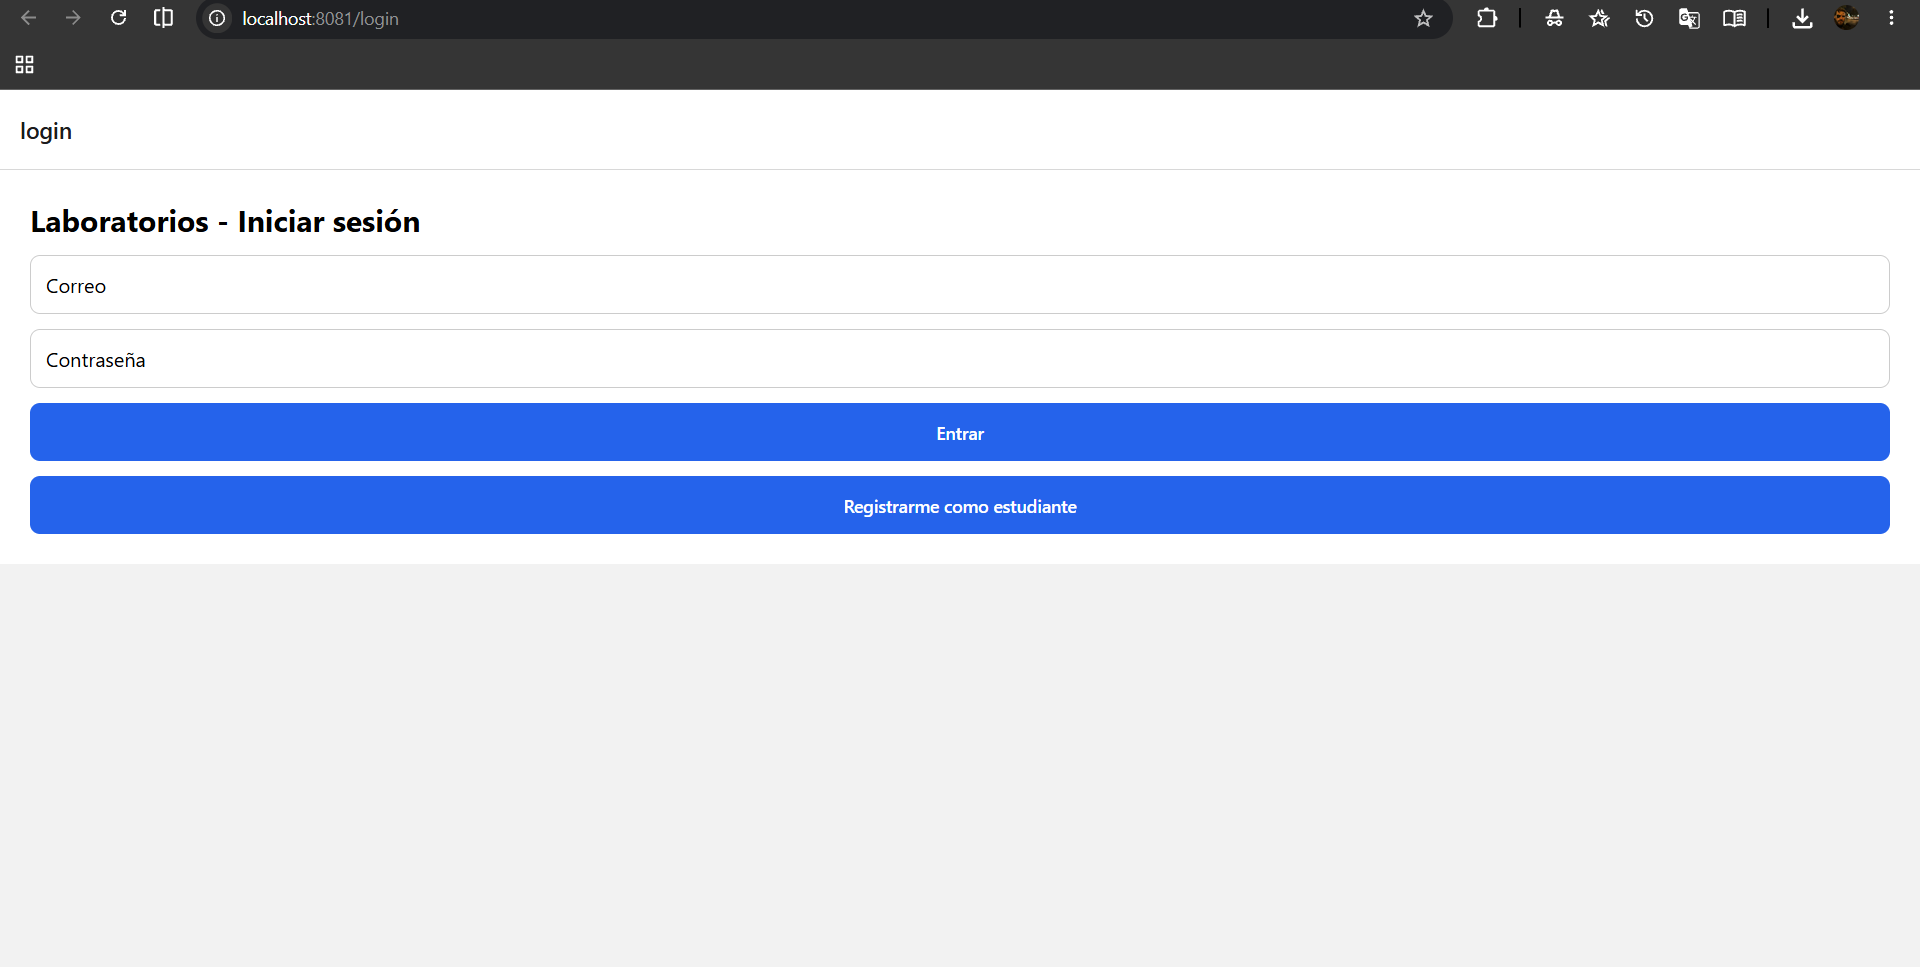 localhost:8081/login
login
Laboratorios - Iniciar sesión
Correo
Contraseña
Entrar
Registrarme como estudiante